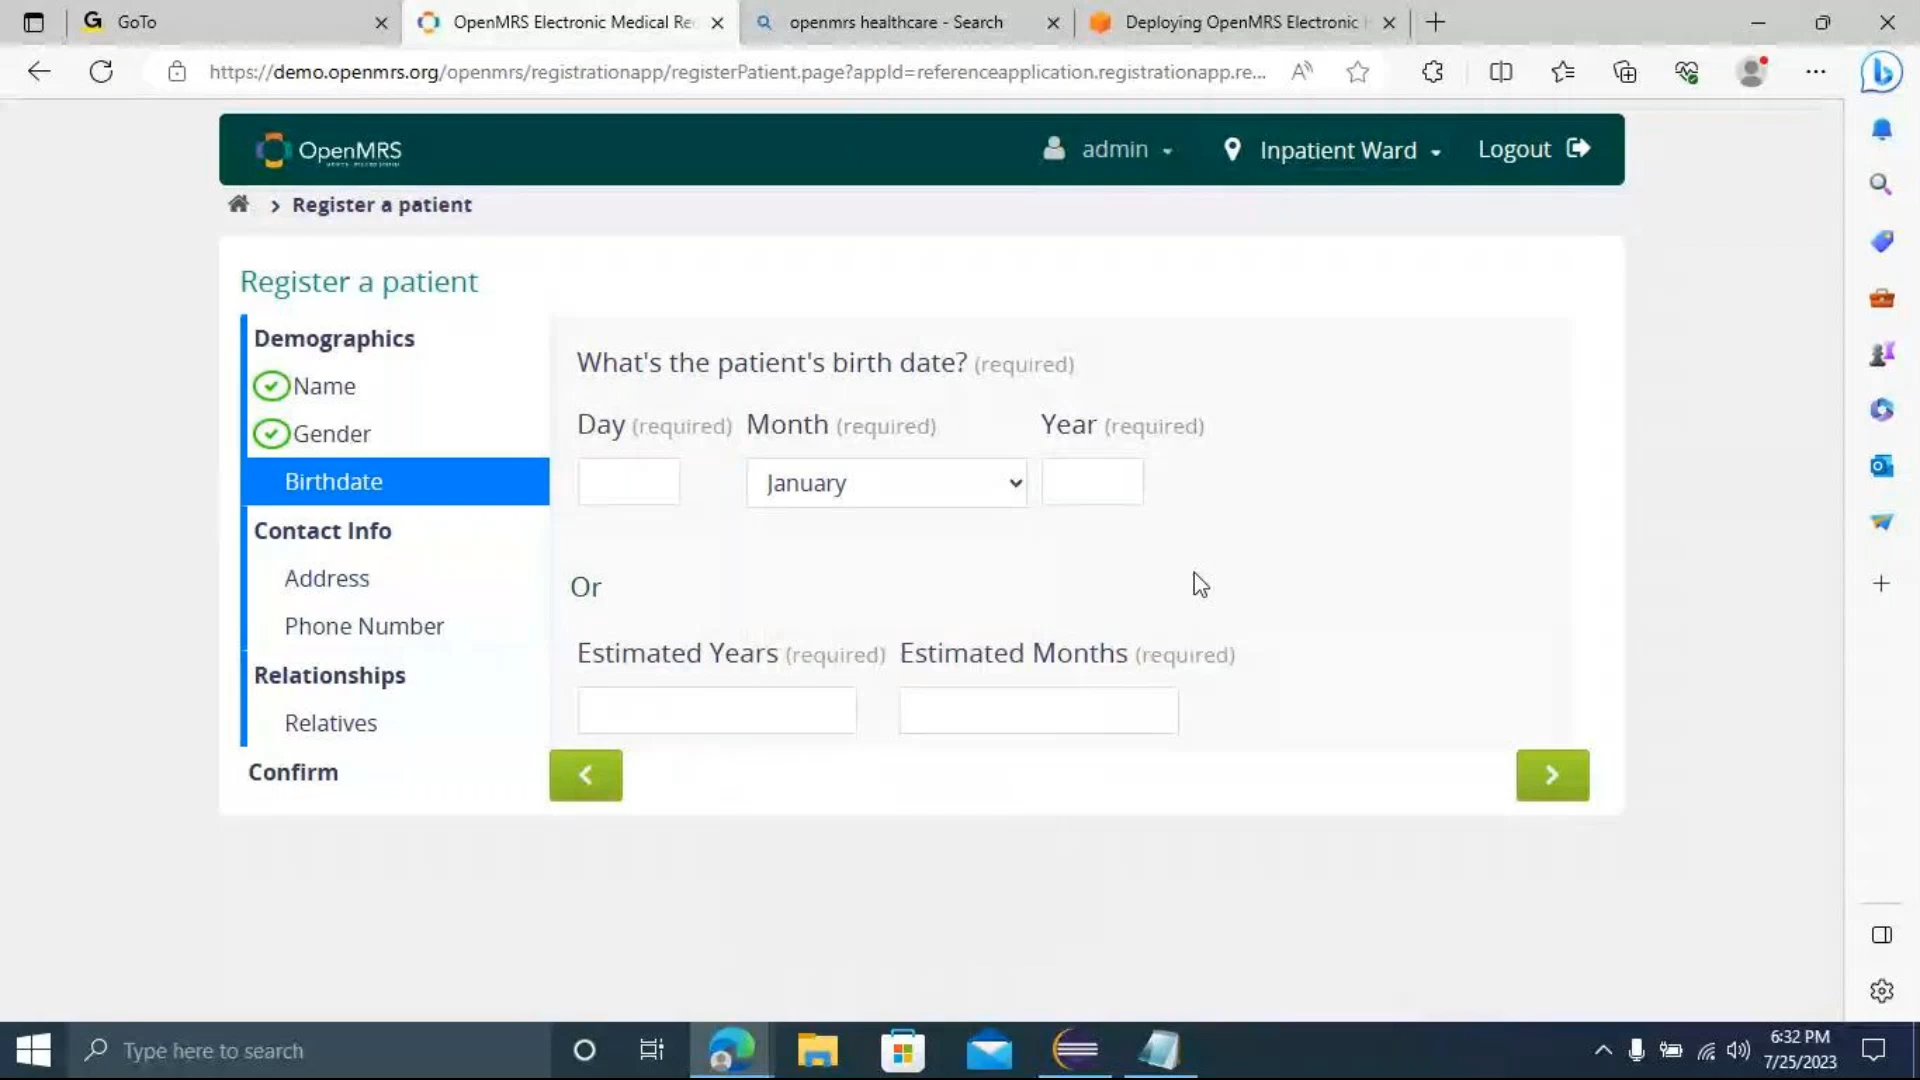 GoTo
OpenMRS Electronic Medical Re
openmrs healthcare - Search
Deploying OpenMRS Electronic
https://demo.openmrs.org/openmrs/registrationapp/registerPatient.page?appId=referenceapplication.registrationapp.re...
OpenMRS
admin
Inpatient Ward
Logout
Register a patient
Register a patient
Demographics
Name
Gender
Birthdate
Contact Info
Address
Phone Number
Relationships
Relatives
Confirm
What's the patient's birth date? (required)
Day (required) Month (required) Year (required)
January
Or
Estimated Years (required) Estimated Months (required)
Type here to search
6:32 PM
7/25/2023